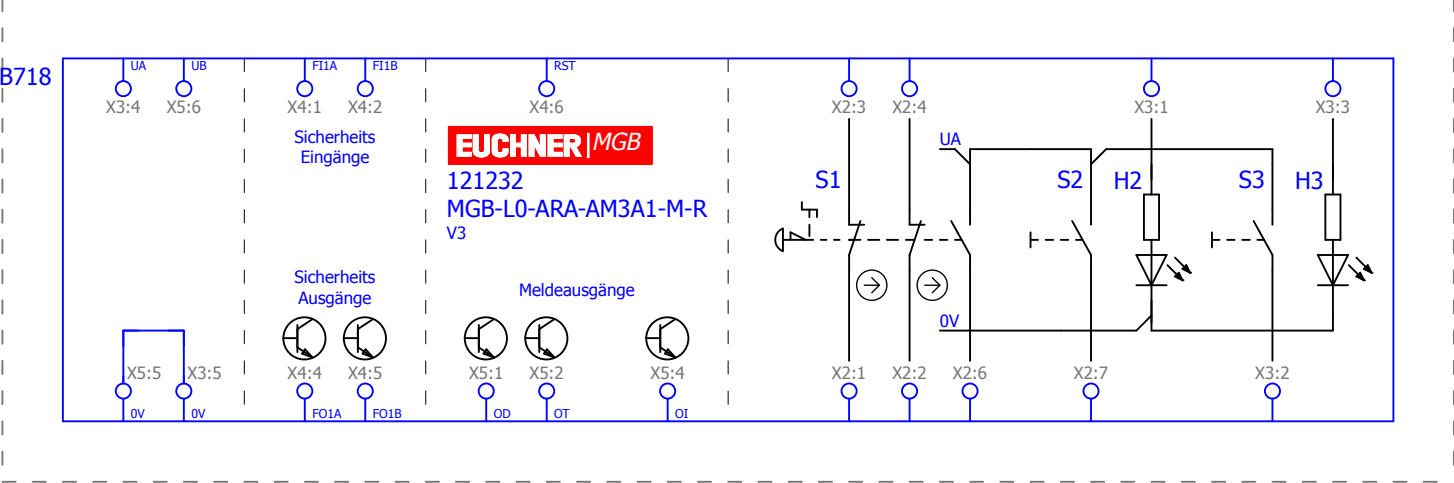 B718
UA
UB
FI1A
FI1B
RST
X3:4
X5:6
X4:1
X4:2
X4:6
X2:3
X2:4
X3:1
X3:3
Sicherheits
Eingänge
EUCHNER|MGB
121232
MGB-L0-ARA-AM3A1-M-R
V3
UA
S1
S2
H2
S3
H3
Sicherheits
Ausgänge
Meldeausgänge
0V
X5:5
X3:5
X4:4
X4:5
X5:1
X5:2
X5:4
X2:1
X2:2
X2:6
X2:7
X3:2
0V
0V
FO1A
FO1B
OD
OT
OI